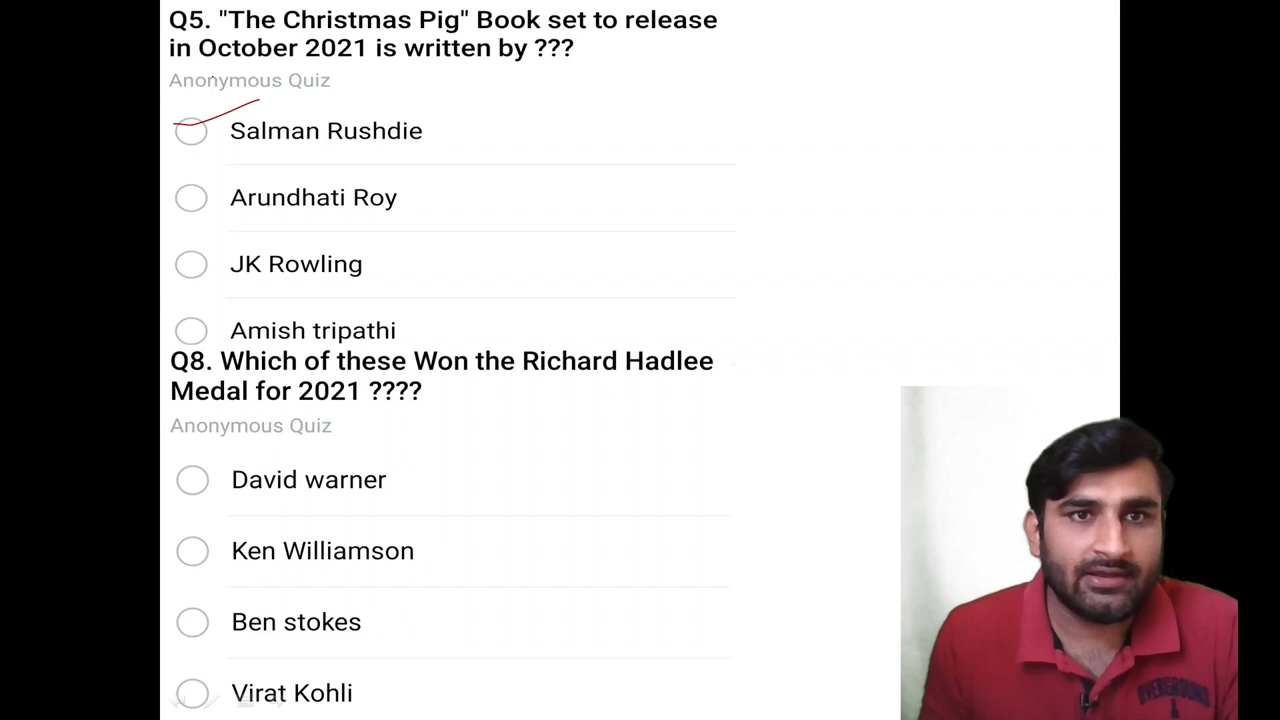 Q5. "The Christmas Pig" Book set to release
in October 2021 is written by ???
Anonymous Quiz
Salman Rushdie
Arundhati Roy
JK Rowling
Amish tripathi
Q8. Which of these Won the Richard Hadlee
Medal for 2021 ????
Anonymous Quiz
David warner
Ken Williamson
Ben stokes
Virat Kohli